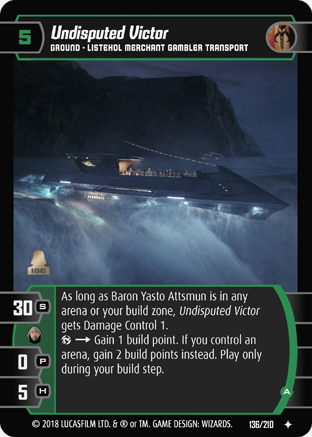 5
Undisputed Victor
GROUND - LISTEHOL MERCHANT GAMBLER TRANSPORT
IDC
30 S
As long as Baron Yasto Attsmun is in any
arena or your build zone, Undisputed Victor
gets Damage Control 1.
→ Gain 1 build point. If you control an
arena, gain 2 build points instead. Play only
during your build step.
0 P
5 H
A
© 2018 LUCASFILM LTD. & ® or TM. GAME DESIGN: WIZARDS. 136/210